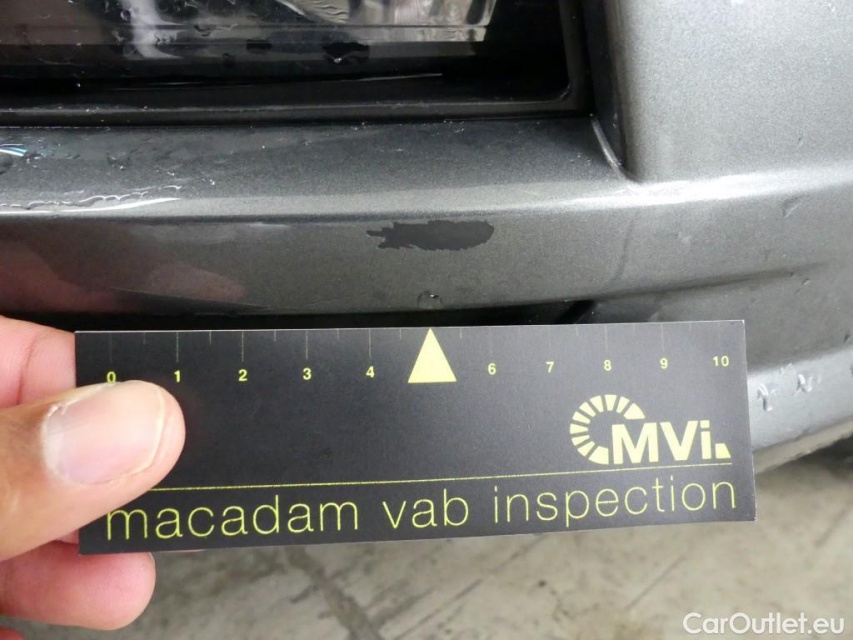 0 1 2 3 4 6 7 8 9 10
MVi.
macadam vab inspection
CarOutlet.eu